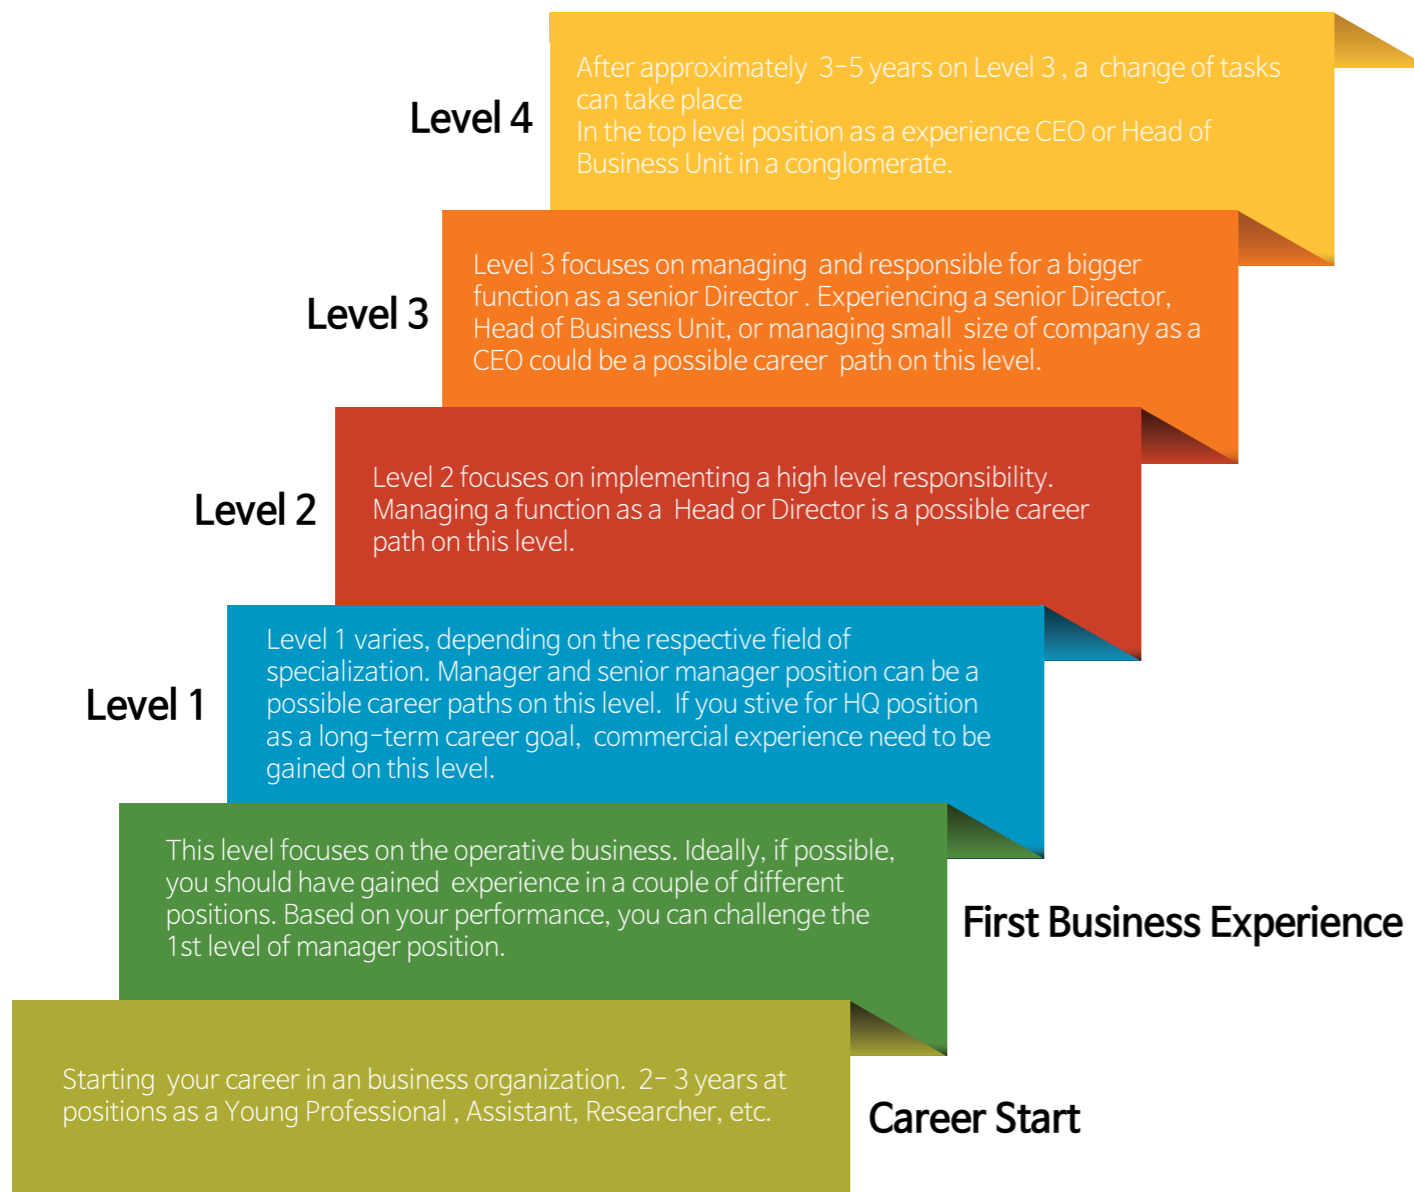 Level 4
After approximately 3-5 years on Level 3 , a change of tasks
can take place
In the top level position as a experience CEO or Head of
Business Unit in a conglomerate.
Level 3
Level 3 focuses on managing and responsible for a bigger
function as a senior Director . Experiencing a senior Director,
Head of Business Unit, or managing small size of company as a
CEO could be a possible career path on this level.
Level 2
Level 2 focuses on implementing a high level responsibility.
Managing a function as a Head or Director is a possible career
path on this level.
Level 1
Level 1 varies, depending on the respective field of
specialization. Manager and senior manager position can be a
possible career paths on this level. If you stive for HQ position
as a long-term career goal, commercial experience need to be
gained on this level.
This level focuses on the operative business. Ideally, if possible,
you should have gained experience in a couple of different
positions. Based on your performance, you can challenge the
1st level of manager position.
First Business Experience
Starting your career in an business organization. 2- 3 years at
positions as a Young Professional , Assistant, Researcher, etc.
Career Start